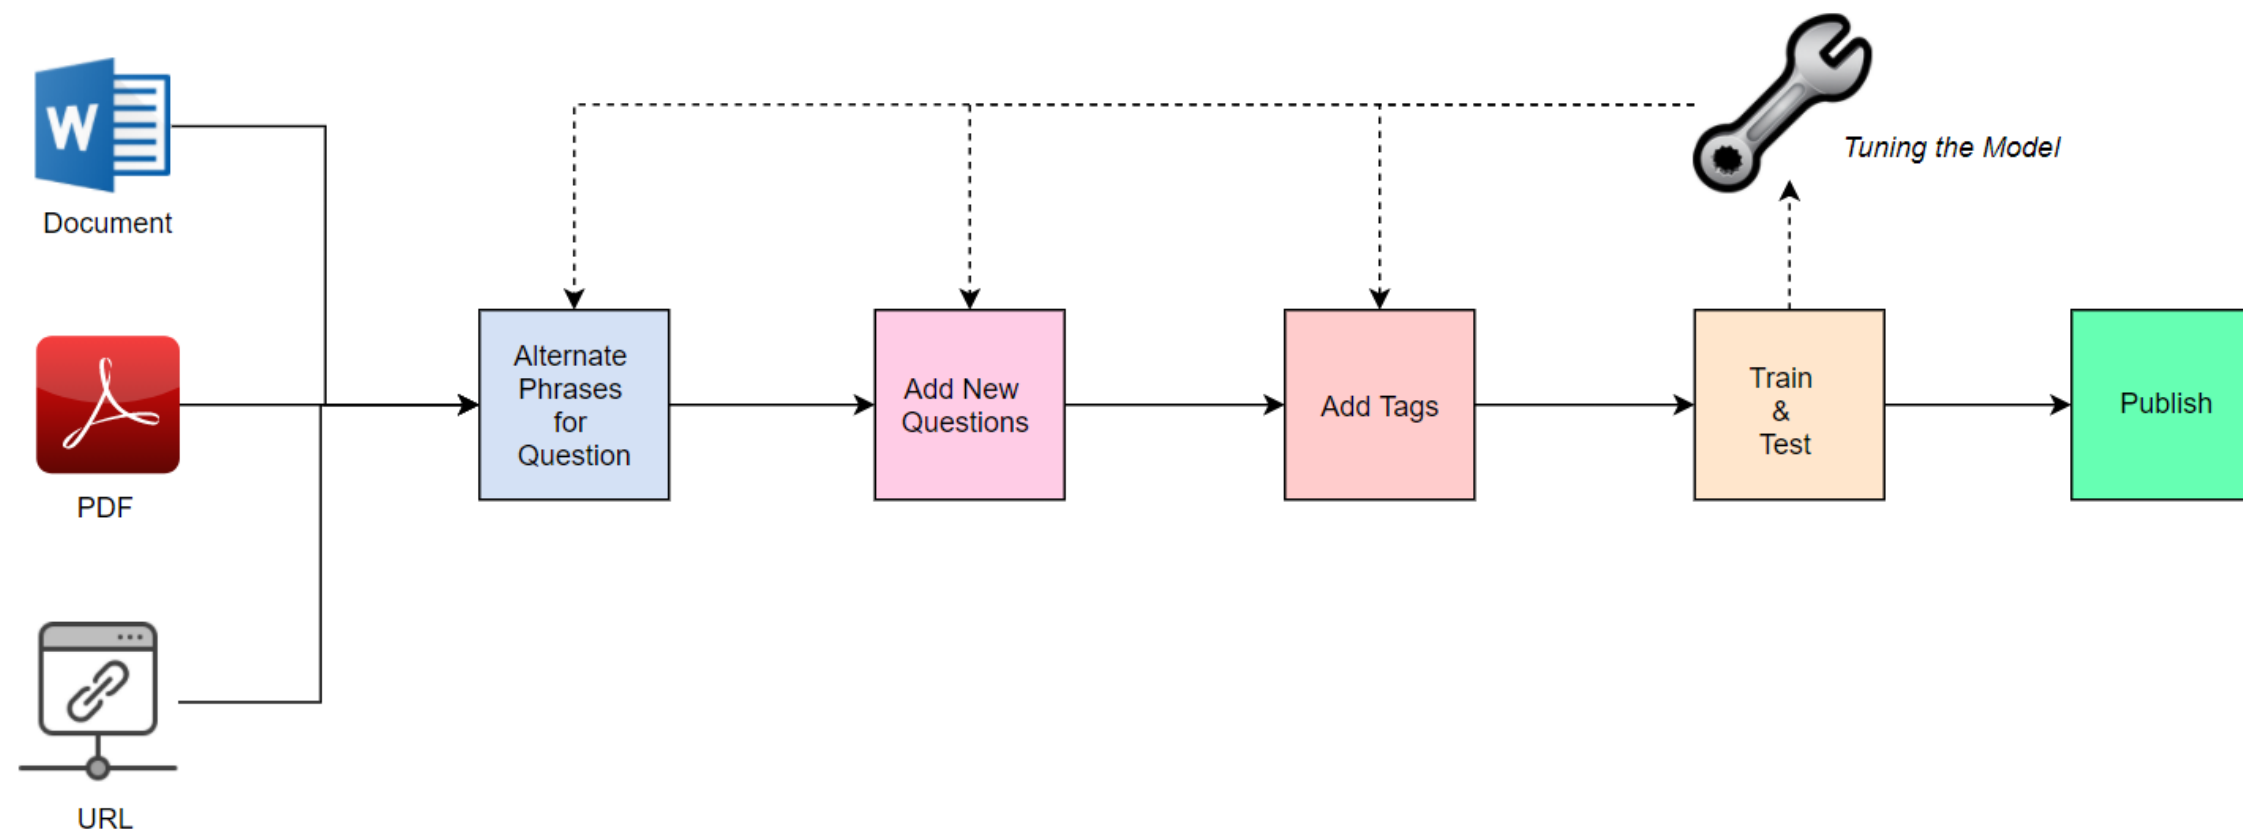 W
Document
PDF
URL
Tuning the Model
Alternate
Phrases
for
Question
Add New
Questions
Add Tags
Train
&
Test
Publish